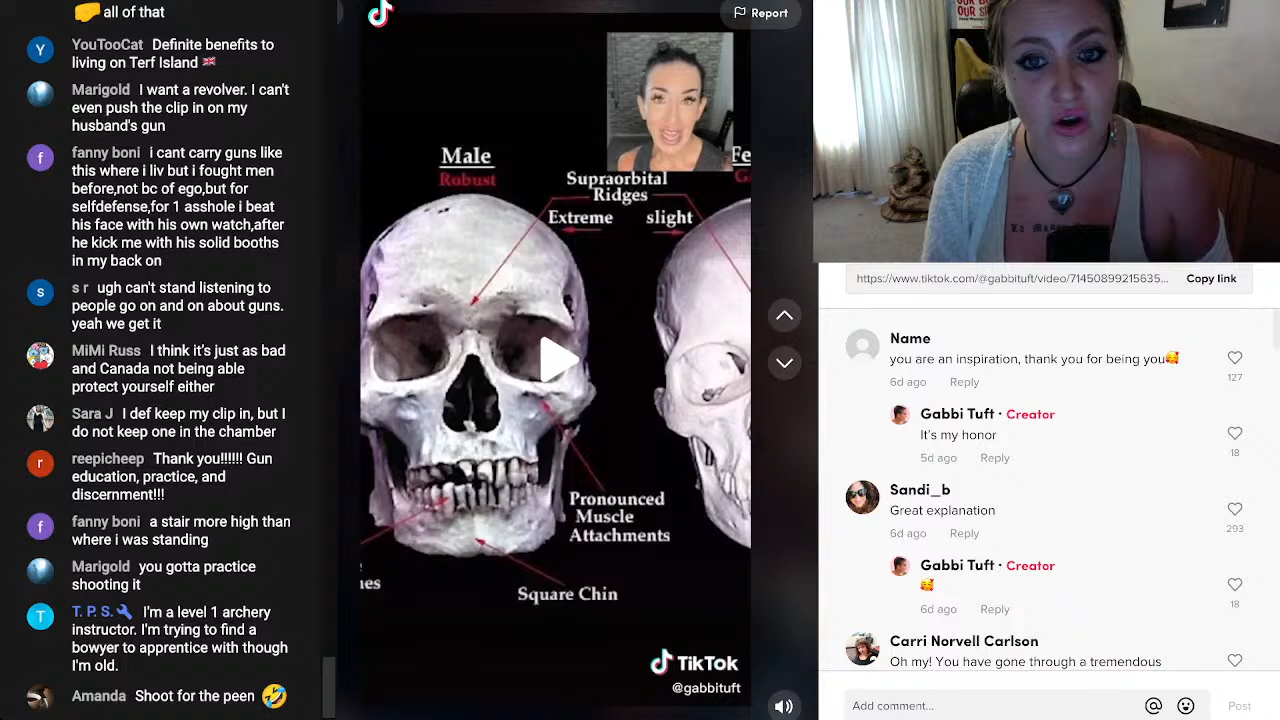 all of that
YouTooCat Definite benefits to
living on Terf Island
Marigold I want a revolver. I can't
even push the clip in on my
husband's gun
fanny boni i cant carry guns like
this where i liv but i fought men
before,not bc of ego,but for
selfdefense,for 1 asshole i beat
his face with his own watch,after
he kick me with his solid booths
in my back on
s r ugh can't stand listening to
people go on and on about guns.
yeah we get it
MiMi Russ I think it's just as bad
and Canada not being able
protect yourself either
Sara J I def keep my clip in, but I
do not keep one in the chamber
reepicheep Thank you!!!!!! Gun
education, practice, and
discernment!!!
fanny boni a stair more high than
where i was standing
Marigold you gotta practice
shooting it
T. P. S. I'm a level 1 archery
instructor. I'm trying to find a
bowyer to apprentice with though
I'm old.
Amanda Shoot for the peen
Report
Male
Robust
Fe
G
Supraorbital
Ridges
Extreme slight
Pronounced
Muscle
Attachments
nes
Square Chin
TikTok
@gabbituft
https://www.tiktok.com/@gabbituft/video/71450899215635... Copy link
Name
you are an inspiration, thank you for being you
127
6d ago Reply
Gabbi Tuft · Creator
It's my honor
18
5d ago Reply
Sandi_b
Great explanation
293
6d ago Reply
Gabbi Tuft · Creator
18
6d ago Reply
Carri Norvell Carlson
Oh my! You have gone through a tremendous
Add comment...
Post